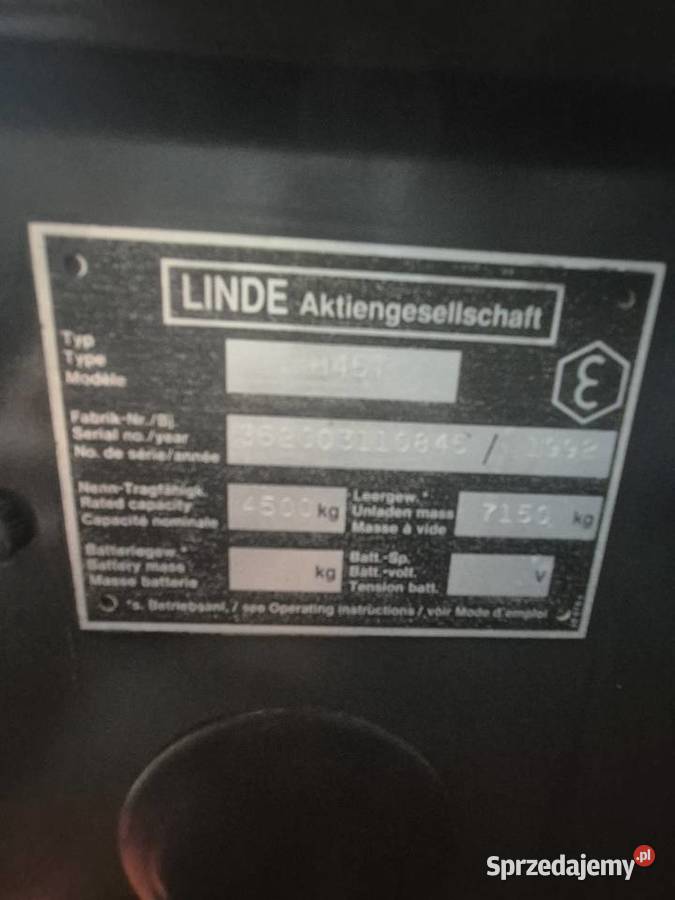 LINDE Aktiengesellschaft
Typ
Type
Modèle
H45T
Fabrik-Nr./Bj.
Serial no./year
No. de série/année
/ 1992
Nenn-Tragfähigk.
Rated capacity
Capacité nominale
4500 kg
Leergew.*
Unladen mass
Masse à vide
7150 kg
Batteriegew.*
Battery mass
Masse batterie
kg
Batt.-Sp.
Batt.-volt.
Tension batt.
V
*s. Betriebsanl. / see Operating instructions / voir Mode d'emploi
Sprzedajemy.pl